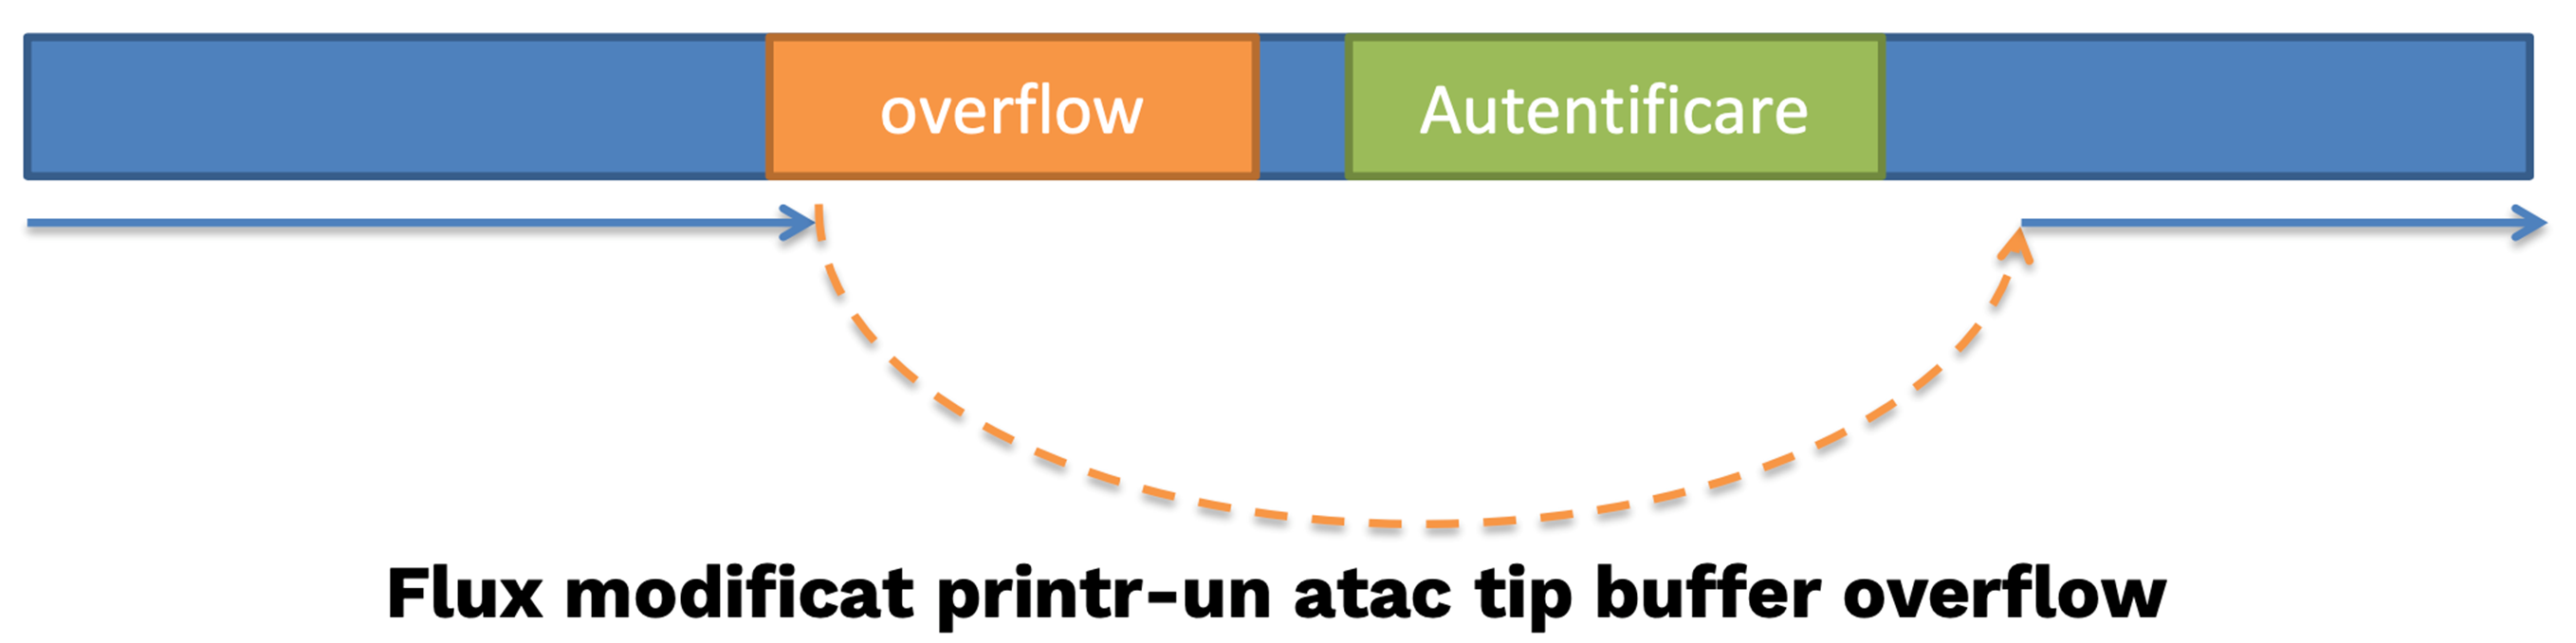 overflow
Autentificare
Flux modificat printr-un atac tip buffer overflow